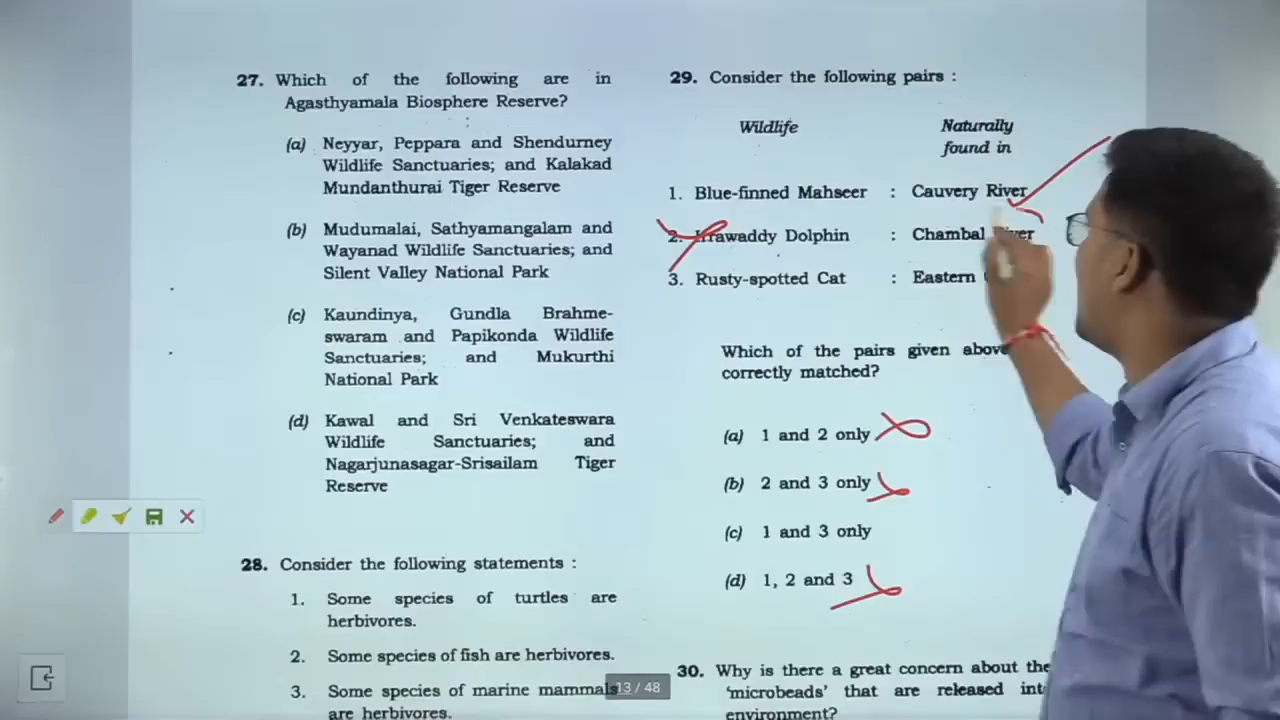 27. Which of the following are in
Agasthyamala Biosphere Reserve?
(a) Neyyar, Peppara and Shendurney
Wildlife Sanctuaries; and Kalakad
Mundanthurai Tiger Reserve
(b) Mudumalai, Sathyamangalam and
Wayanad Wildlife Sanctuaries; and
Silent Valley National Park
(c) Kaundinya, Gundla Brahme-
swaram and Papikonda Wildlife
Sanctuaries; and Mukurthi
National Park
(d) Kawal and Sri Venkateswara
Wildlife Sanctuaries; and
Nagarjunasagar-Srisailam Tiger
Reserve
28. Consider the following statements :
1. Some species of turtles are
herbivores.
2. Some species of fish are herbivores.
3. Some species of marine mammals
are herbivores.
29. Consider the following pairs :
Wildlife Naturally
found in
1. Blue-finned Mahseer : Cauvery River
2. Irrawaddy Dolphin : Chambal River
3. Rusty-spotted Cat : Eastern
Which of the pairs given above
correctly matched?
(a) 1 and 2 only
(b) 2 and 3 only
(c) 1 and 3 only
(d) 1, 2 and 3
30. Why is there a great concern about the
'microbeads' that are released into
environment?
13 / 48